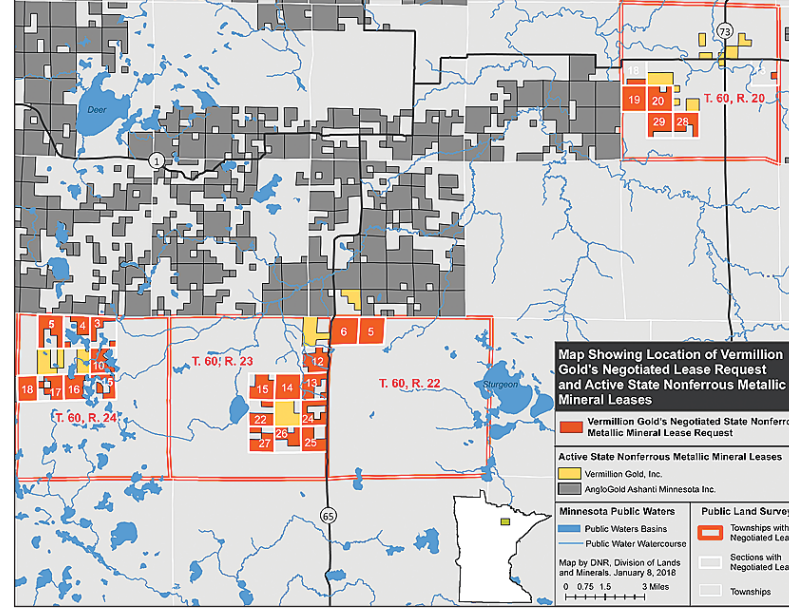 73
18
19
20
T. 60, R. 20
29
28
Deer
1
5
4
3
6
5
T. 60, R. 23
12
10
T. 60, R. 22
Sturgeon
18
17
16
15
15
14
13
T. 60, R. 24
22
24
26
27
25
65
Map Showing Location of Vermillion
Gold's Negotiated Lease Request
and Active State Nonferrous Metallic
Mineral Leases
Vermillion Gold's Negotiated State Nonferro
Metallic Mineral Lease Request
Active State Nonferrous Metallic Mineral Leases
Vermillion Gold, Inc.
AngloGold Ashanti Minnesota Inc.
Minnesota Public Waters
Public Waters Basins
Public Water Watercourse
Map by DNR, Division of Lands
and Minerals. January 8, 2018
0 0.75 1.5 3 Miles
Public Land Survey
Townships with
Negotiated Lea
Sections with
Negotiated Lea
Townships